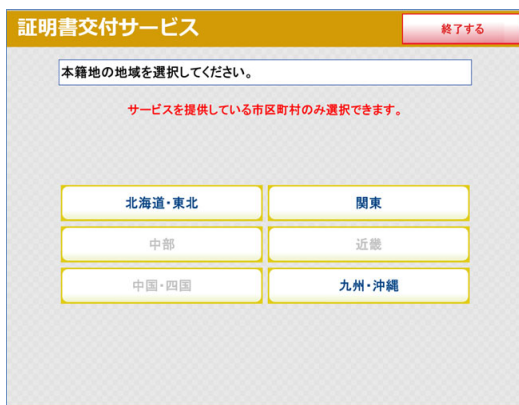 証明書交付サービス
終了する
本籍地の地域を選択してください。
サービスを提供している市区町村のみ選択できます。
北海道・東北
関東
中部
近畿
中国・四国
九州・沖縄